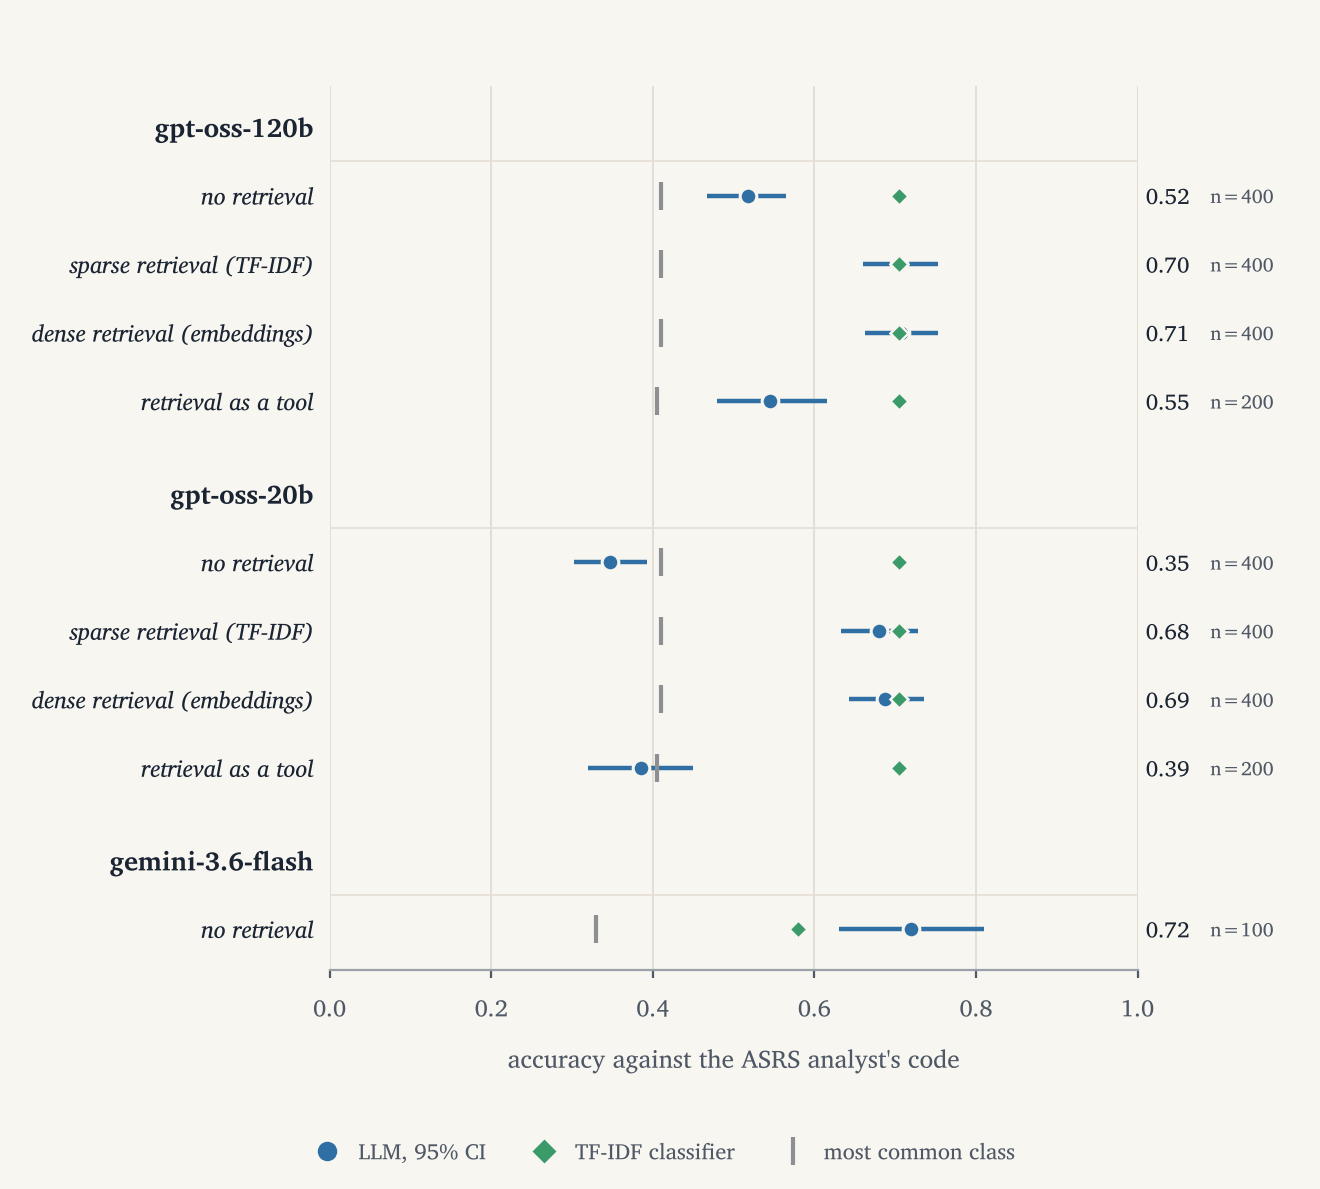 gpt-oss-120b
no retrieval 0.52 n=400
sparse retrieval (TF-IDF) 0.70 n=400
dense retrieval (embeddings) 0.71 n=400
retrieval as a tool 0.55 n=200
gpt-oss-20b
no retrieval 0.35 n=400
sparse retrieval (TF-IDF) 0.68 n=400
dense retrieval (embeddings) 0.69 n=400
retrieval as a tool 0.39 n=200
gemini-3.6-flash
no retrieval 0.72 n=100
0.0 0.2 0.4 0.6 0.8 1.0
accuracy against the ASRS analyst's code
LLM, 95% CI TF-IDF classifier most common class